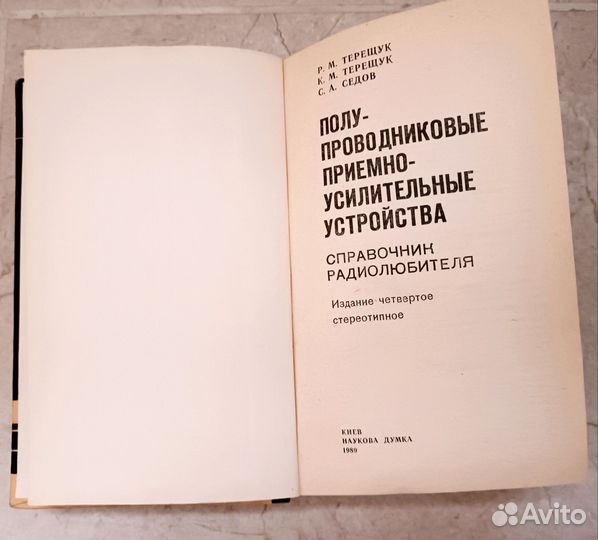 Р. М. ТЕРЕЩУК
К. М. ТЕРЕЩУК
С. А. СЕДОВ
ПОЛУ-
ПРОВОДНИКОВЫЕ
ПРИЕМНО-
УСИЛИТЕЛЬНЫЕ
УСТРОЙСТВА
СПРАВОЧНИК
РАДИОЛЮБИТЕЛЯ
Издание четвертое
стереотипное
КИЕВ
НАУКОВА ДУМКА
1989
Avito